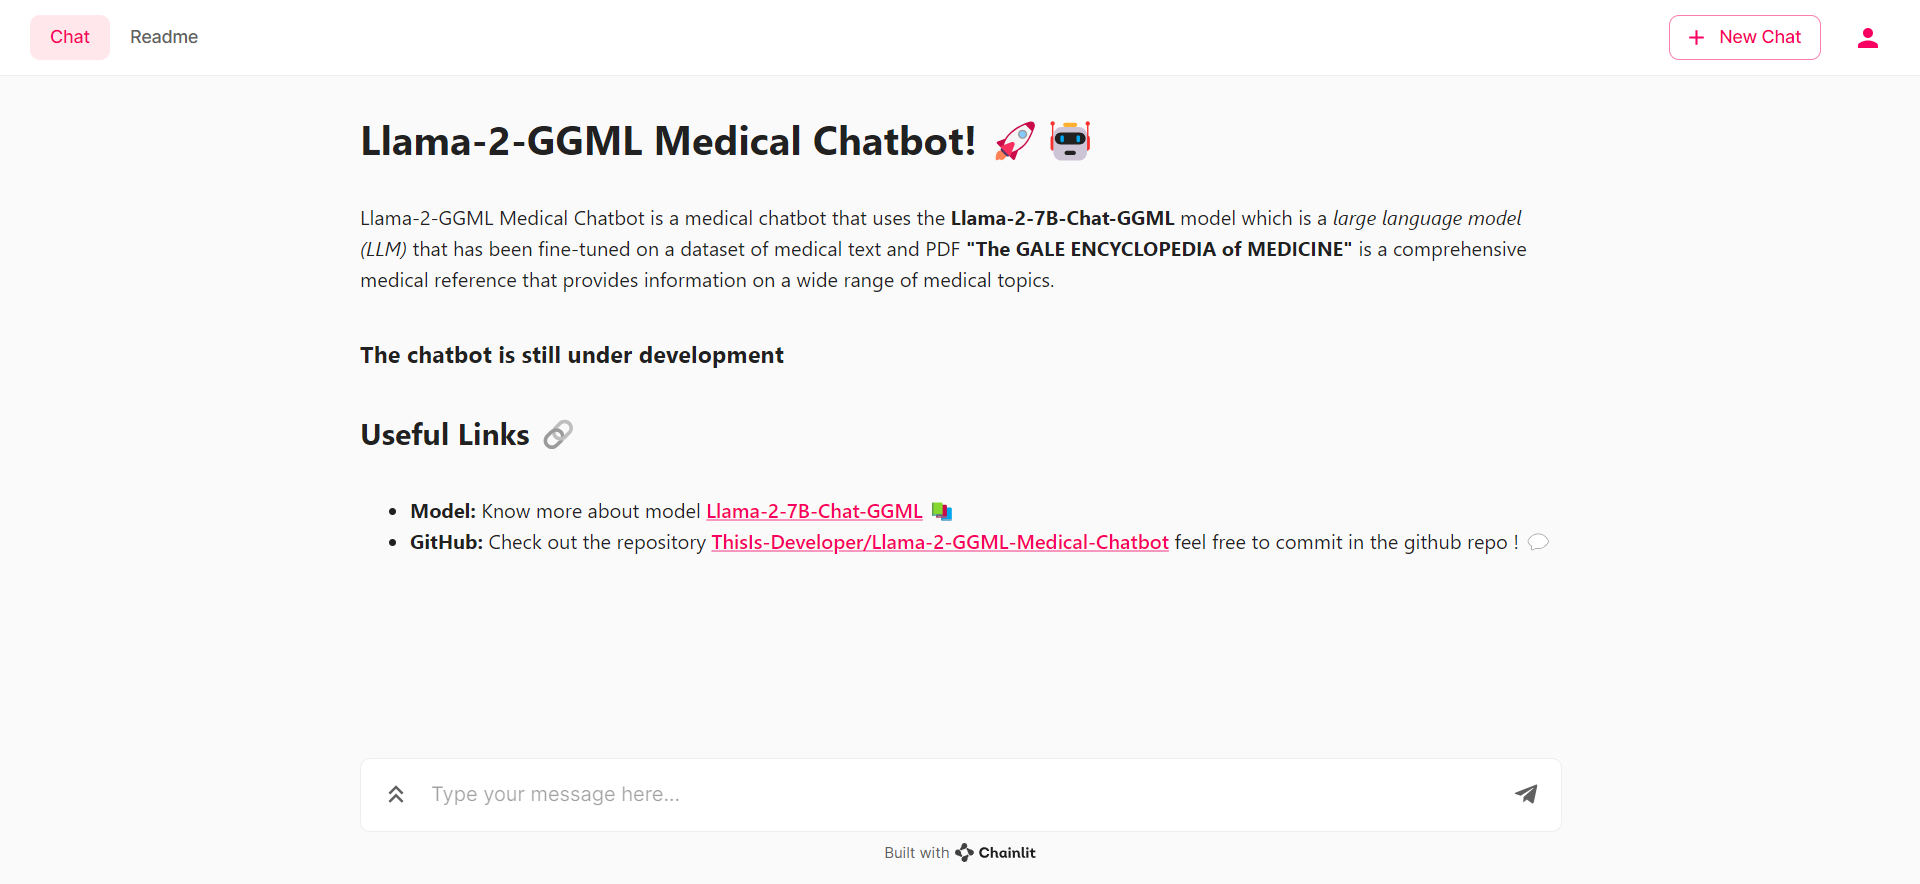 Chat Readme + New Chat
Llama-2-GGML Medical Chatbot! 🚀 🤖
Llama-2-GGML Medical Chatbot is a medical chatbot that uses the Llama-2-7B-Chat-GGML model which is a large language model
(LLM) that has been fine-tuned on a dataset of medical text and PDF "The GALE ENCYCLOPEDIA of MEDICINE" is a comprehensive
medical reference that provides information on a wide range of medical topics.
The chatbot is still under development
Useful Links 🔗
• Model: Know more about model Llama-2-7B-Chat-GGML 📚
• GitHub: Check out the repository ThisIs-Developer/Llama-2-GGML-Medical-Chatbot feel free to commit in the github repo ! 💬
Type your message here...
Built with Chainlit